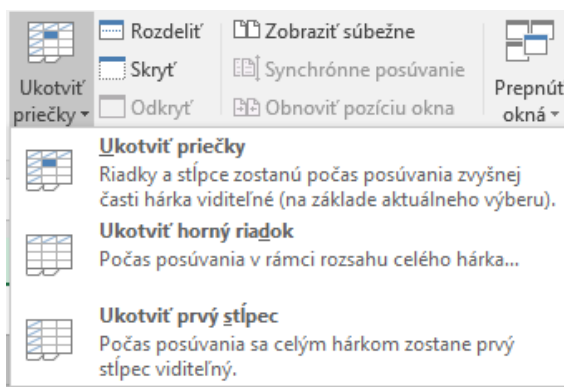 Ukotviť
priečky
Rozdeliť
Skryť
Odkryť
Zobraziť súbežne
Synchrónne posúvanie
Obnoviť pozíciu okna
Prepnúť
okná
Ukotviť priečky
Riadky a stĺpce zostanú počas posúvania zvyšnej
časti hárka viditeľné (na základe aktuálneho výberu).
Ukotviť horný riadok
Počas posúvania v rámci rozsahu celého hárka...
Ukotviť prvý stĺpec
Počas posúvania sa celým hárkom zostane prvý
stĺpec viditeľný.